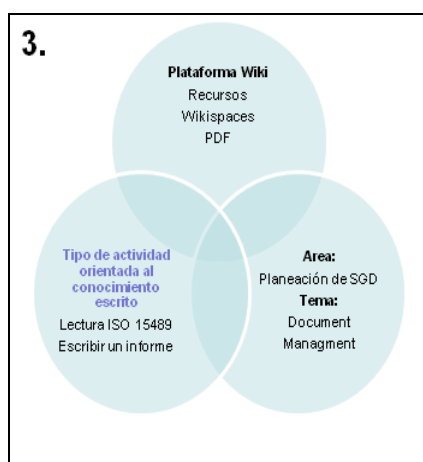 3.
Plataforma Wiki
Recursos
Wikispaces
PDF
Tipo de actividad
orientada al
conocimiento
escrito
Lectura ISO 15489
Escribir un informe
Area:
Planeación de SGD
Tema:
Document
Managment